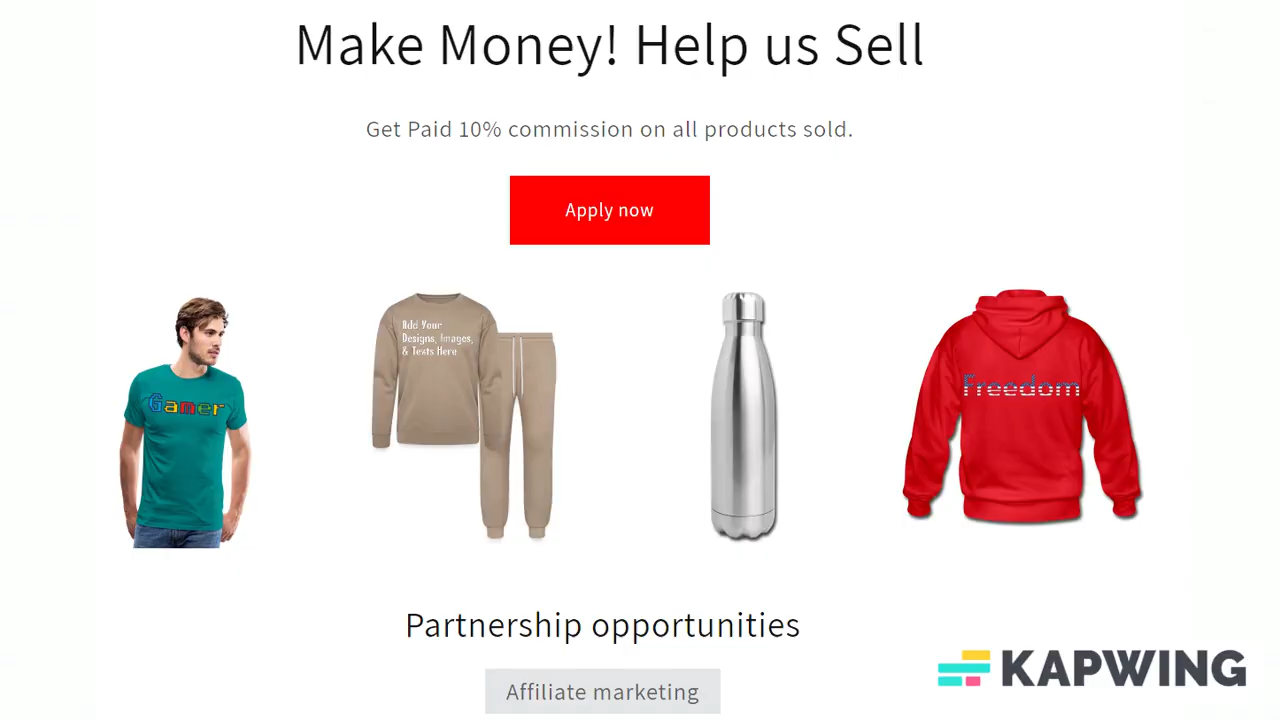 Make Money! Help us Sell
Get Paid 10% commission on all products sold.
Apply now
Gamer
Add Your
Designs, Images,
& Texts Here
Freedom
Partnership opportunities
Affiliate marketing
KAPWING